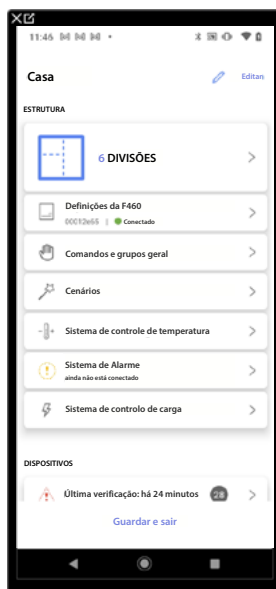 11:46
Casa
Editan
ESTRUTURA
6 DIVISÕES
Definições da F460
00012e65 | Conectado
Comandos e grupos geral
Cenários
Sistema de controle de temperatura
Sistema de Alarme
ainda não está conectado
Sistema de controlo de carga
DISPOSITIVOS
Última verificação: há 24 minutos
28
Guardar e sair